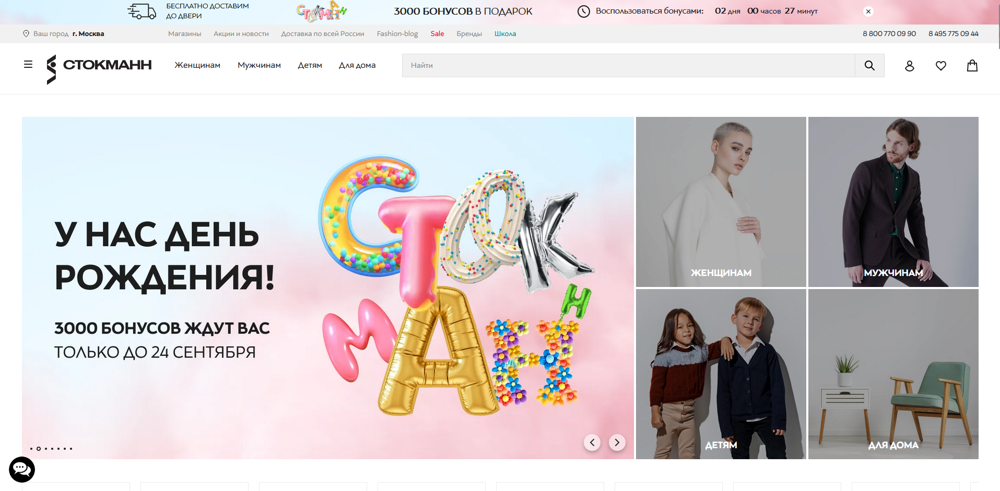 БЕСПЛАТНО ДОСТАВИМ
ДО ДВЕРИ
СТОКМАНН
3000 БОНУСОВ В ПОДАРОК
Воспользоваться бонусами: 02 дня 00 часов 27 минут
Ваш город г. Москва
Магазины Акции и новости Доставка по всей России Fashion-blog Sale Бренды Школа
8 800 770 09 90 8 495 775 09 44
СТОКМАНН
Женщинам Мужчинам Детям Для дома
Найти
У НАС ДЕНЬ
РОЖДЕНИЯ!
3000 БОНУСОВ ЖДУТ ВАС
ТОЛЬКО ДО 24 СЕНТЯБРЯ
СТОК
МАНН
ЖЕНЩИНАМ
МУЖЧИНАМ
ДЕТЯМ
ДЛЯ ДОМА